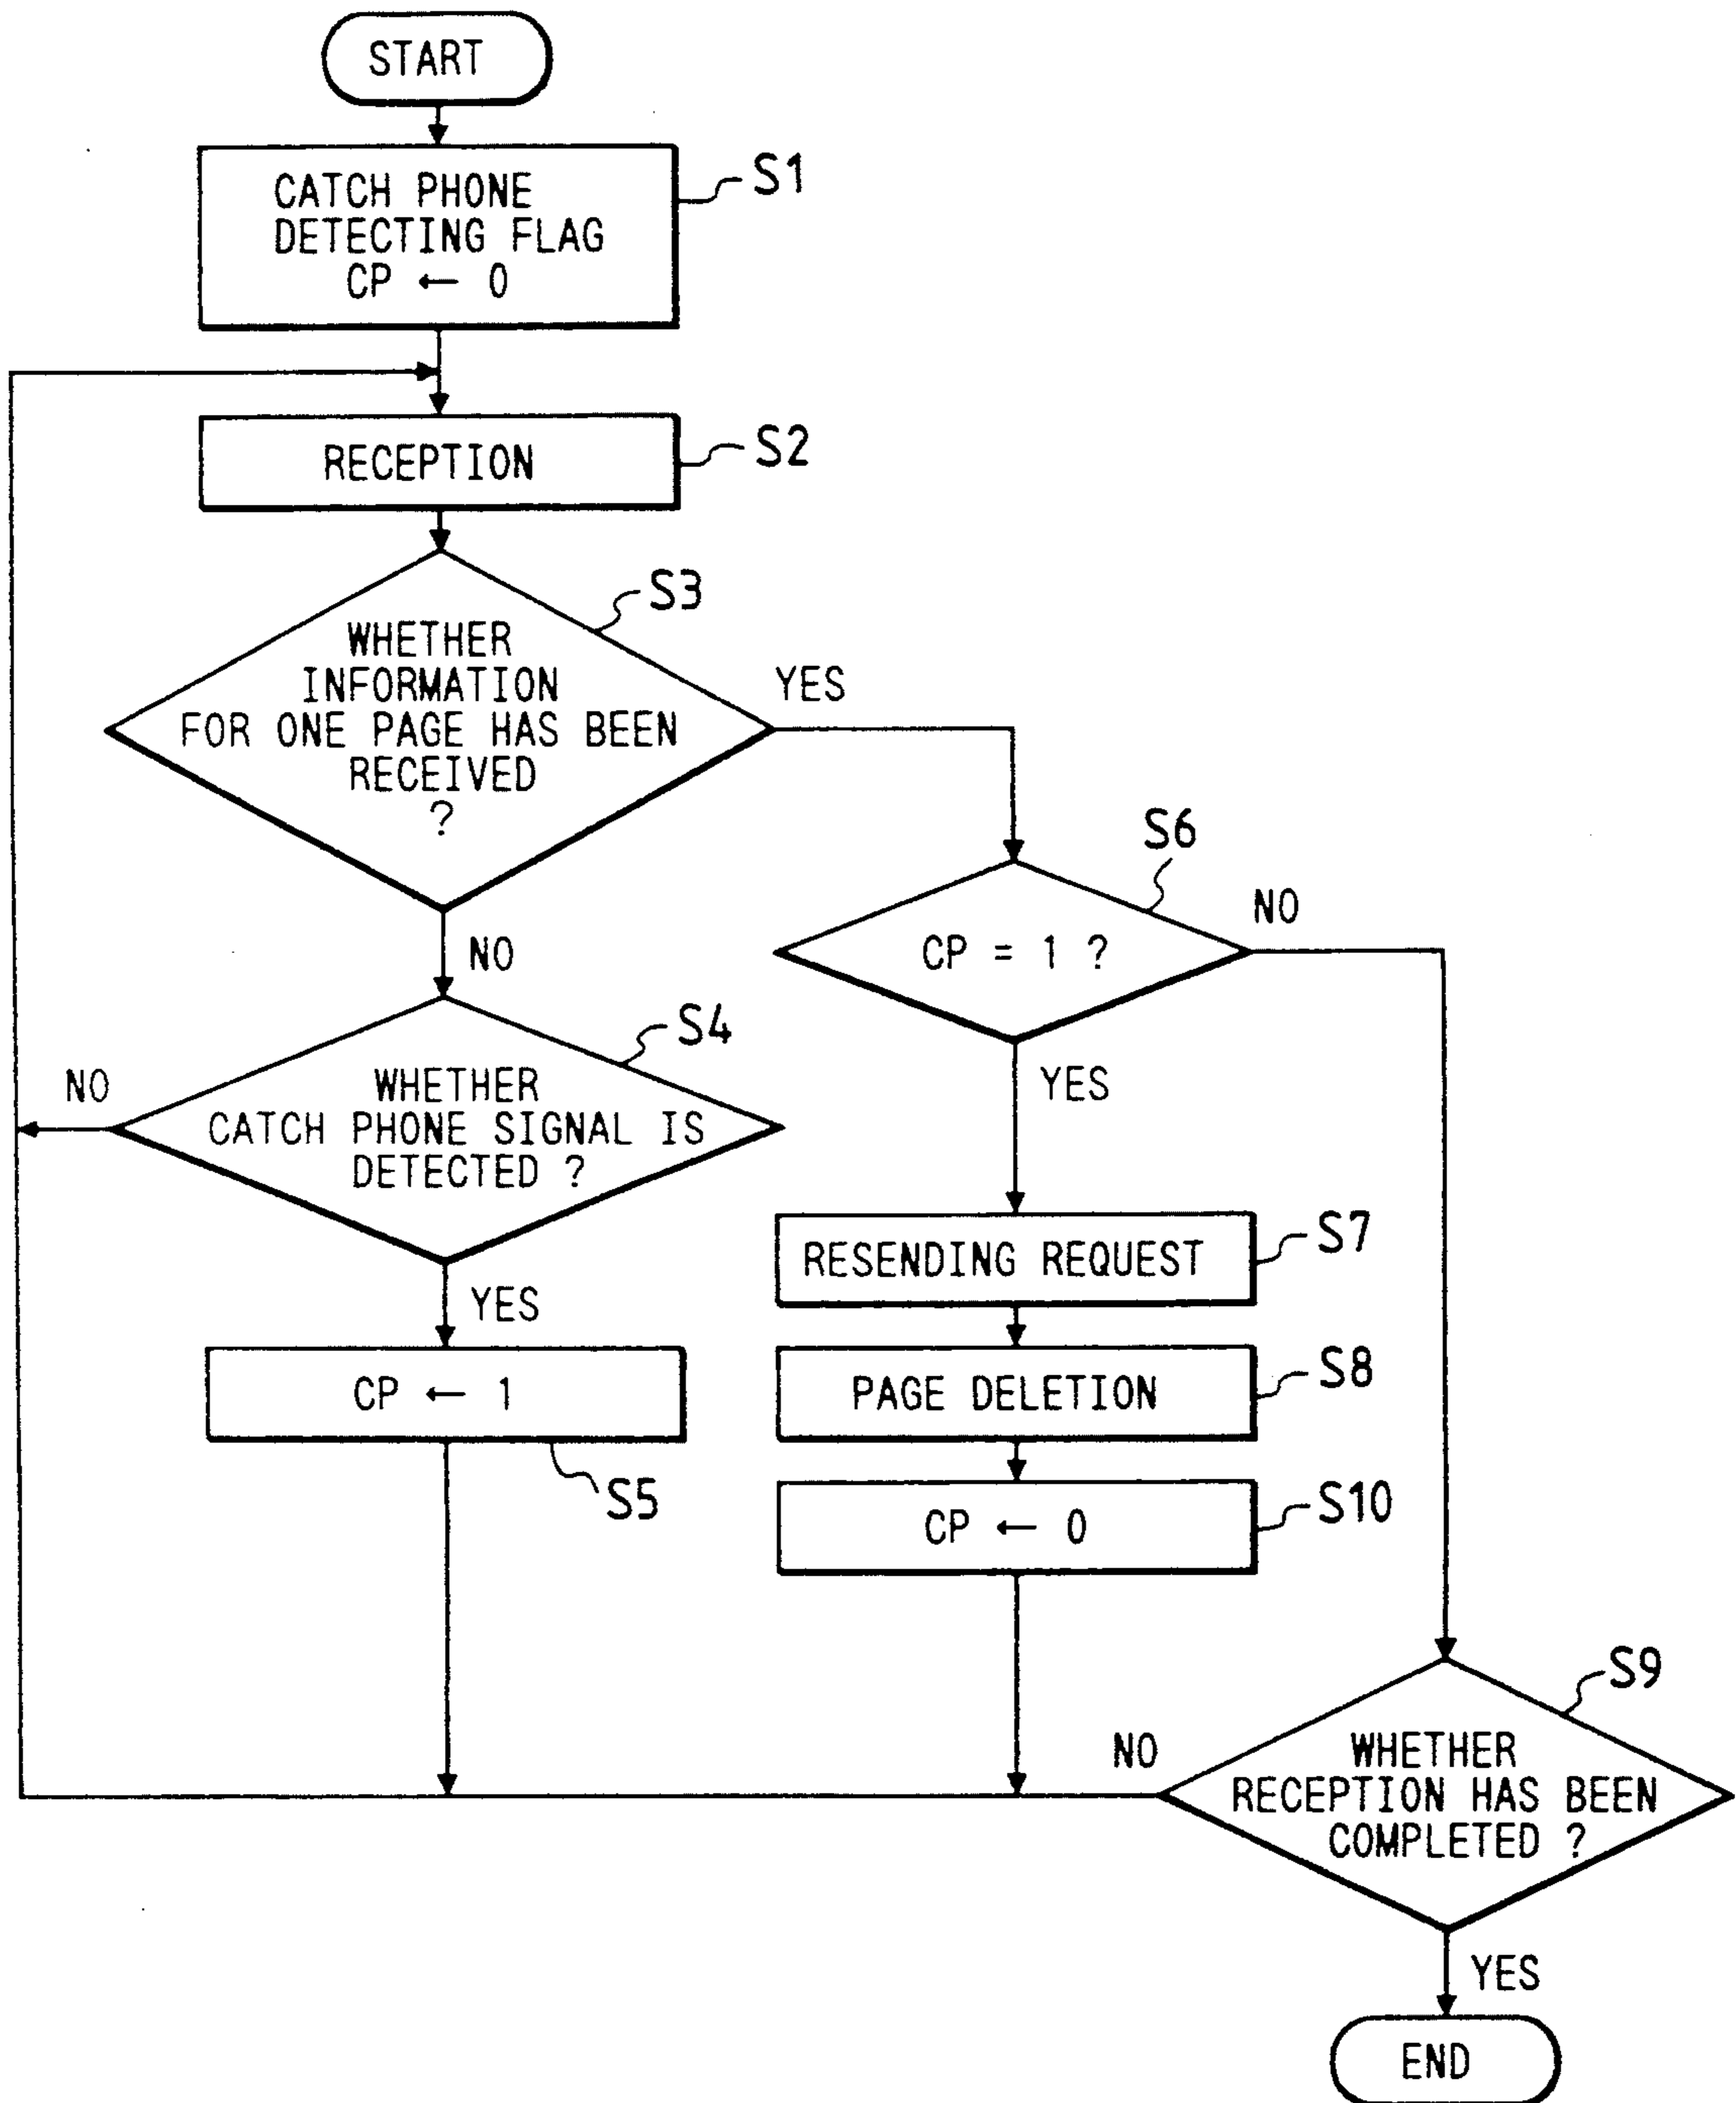 START
CATCH PHONE
DETECTING FLAG
CP ← 0
S1
RECEPTION
S2
S3
WHETHER
INFORMATION
FOR ONE PAGE HAS BEEN
RECEIVED
?
YES
NO
S6
CP = 1 ?
NO
YES
S4
WHETHER
CATCH PHONE SIGNAL IS
DETECTED ?
NO
YES
CP ← 1
S5
RESENDING REQUEST
S7
PAGE DELETION
S8
CP ← 0
S10
S9
WHETHER
RECEPTION HAS BEEN
COMPLETED ?
NO
YES
END